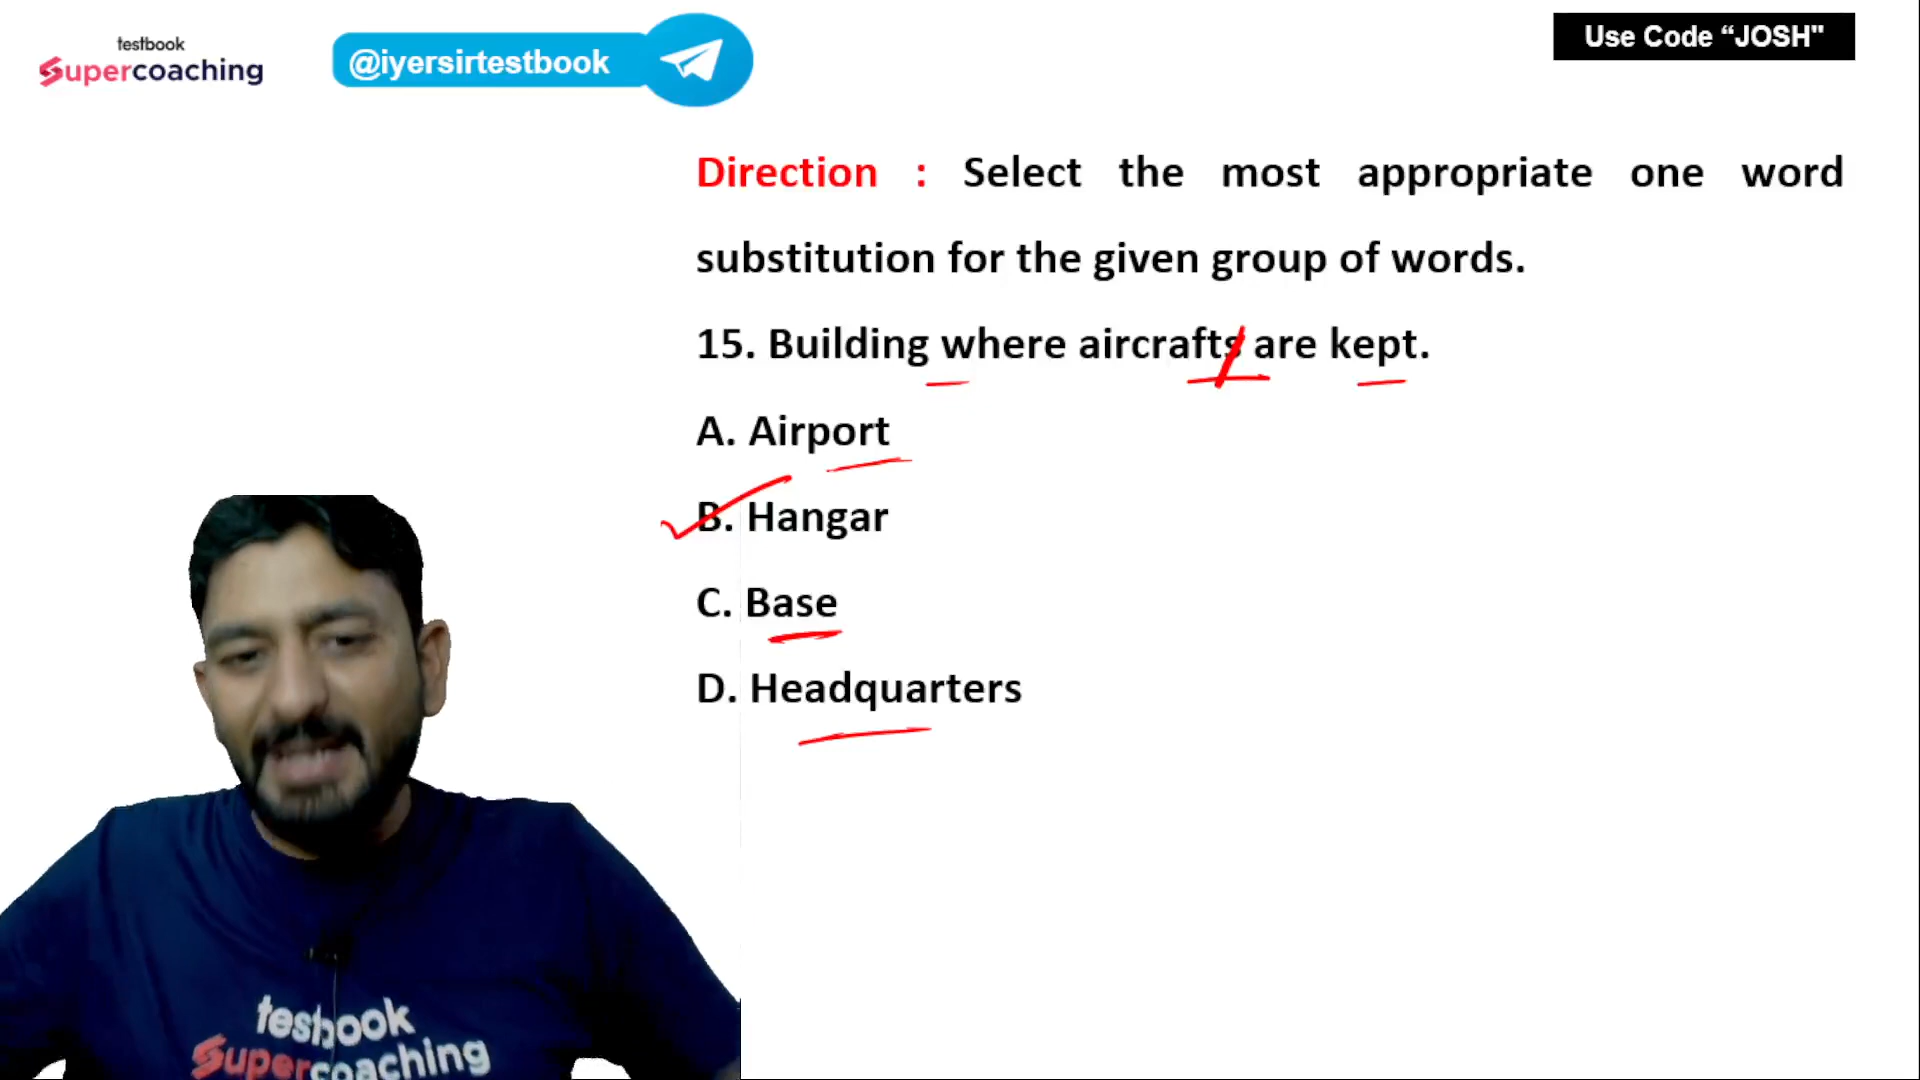 testbook
Supercoaching
@iyersirtestbook
Use Code “JOSH"
Direction : Select the most appropriate one word
substitution for the given group of words.
15. Building where aircrafts are kept.
A. Airport
B. Hangar
C. Base
D. Headquarters
testbook
Supercoaching